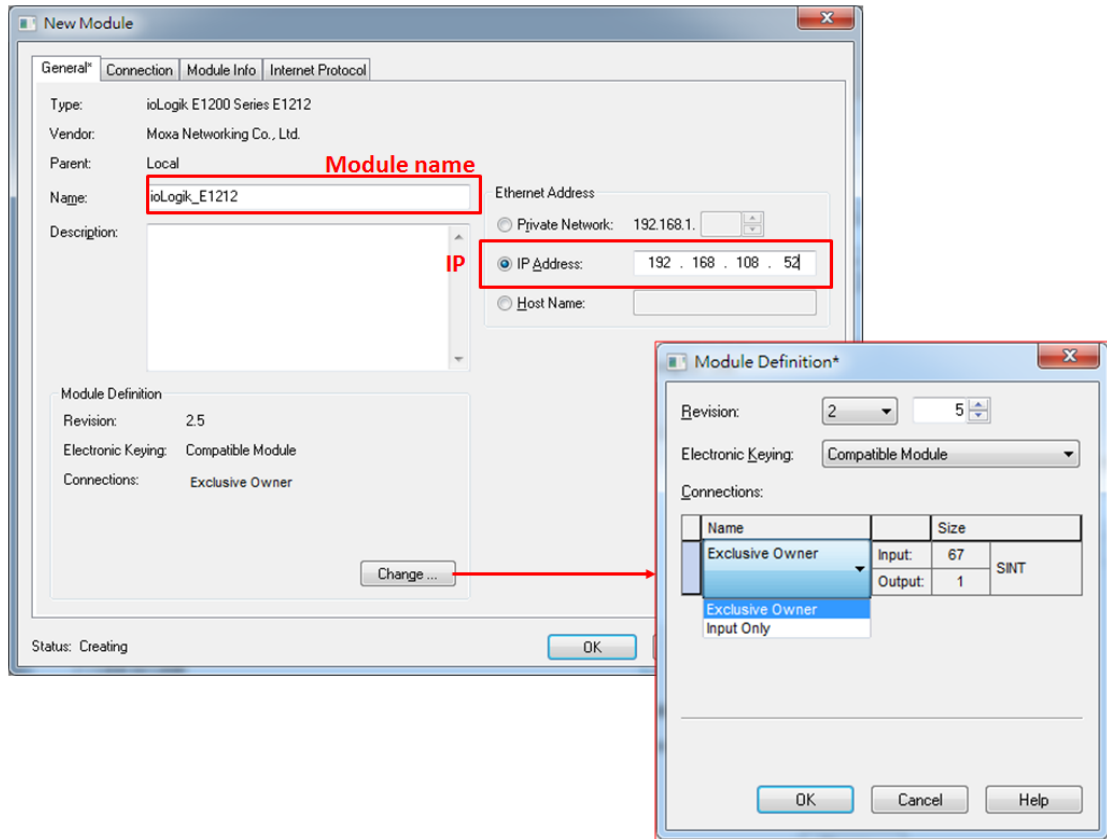 New Module
General* Connection Module Info Internet Protocol
Type: ioLogik E1200 Series E1212
Vendor: Moxa Networking Co., Ltd.
Parent: Local
Module name
Name: ioLogik_E1212
Description:
Ethernet Address
Private Network: 192.168.1.
IP
IP Address: 192 . 168 . 108 . 52
Host Name:
Module Definition
Revision: 2.5
Electronic Keying: Compatible Module
Connections: Exclusive Owner
Change ...
Status: Creating
OK
Module Definition*
Revision: 2 5
Electronic Keying: Compatible Module
Connections:
Name Size
Exclusive Owner Input: 67 SINT
Output: 1
Exclusive Owner
Input Only
OK Cancel Help